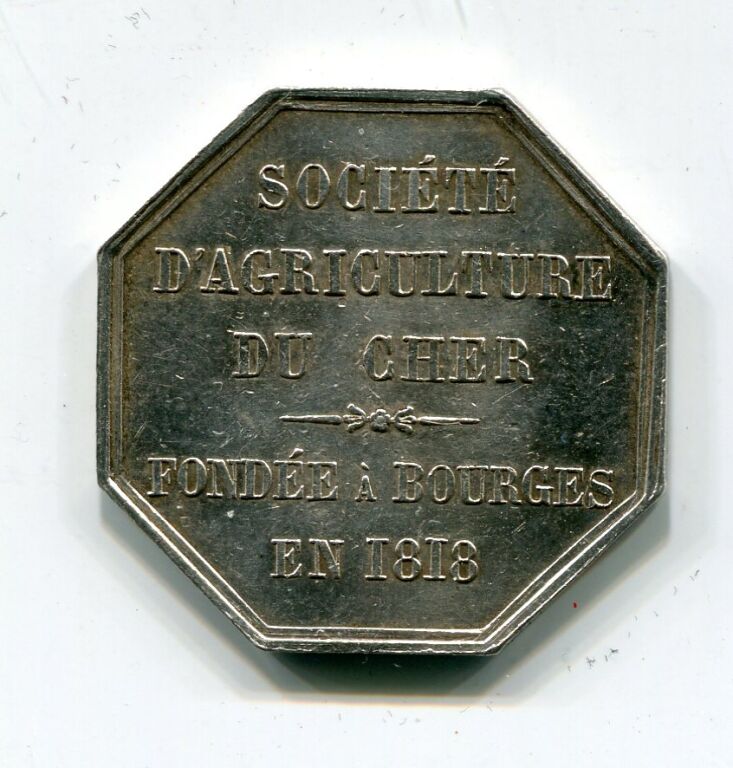 SOCIÉTÉ
D'AGRICULTURE
DU CHER
FONDÉE À BOURGES
EN 1818